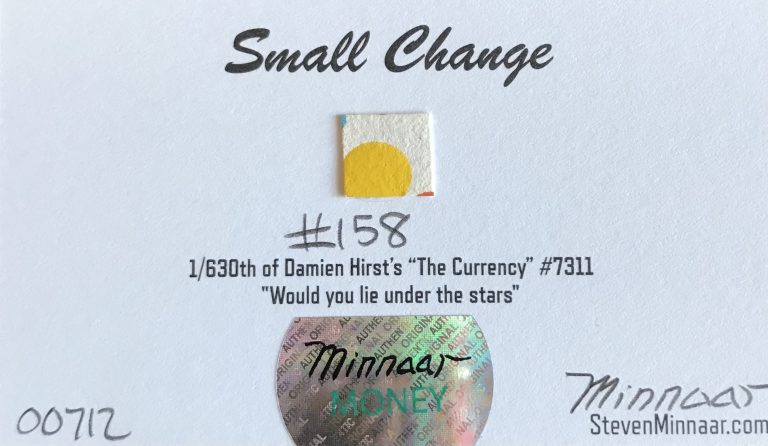 Small Change
#158
1/630th of Damien Hirst's "The Currency" #7311
"Would you lie under the stars"
Minnaar
MONEY
00712
Minnaar
StevenMinnaar.com